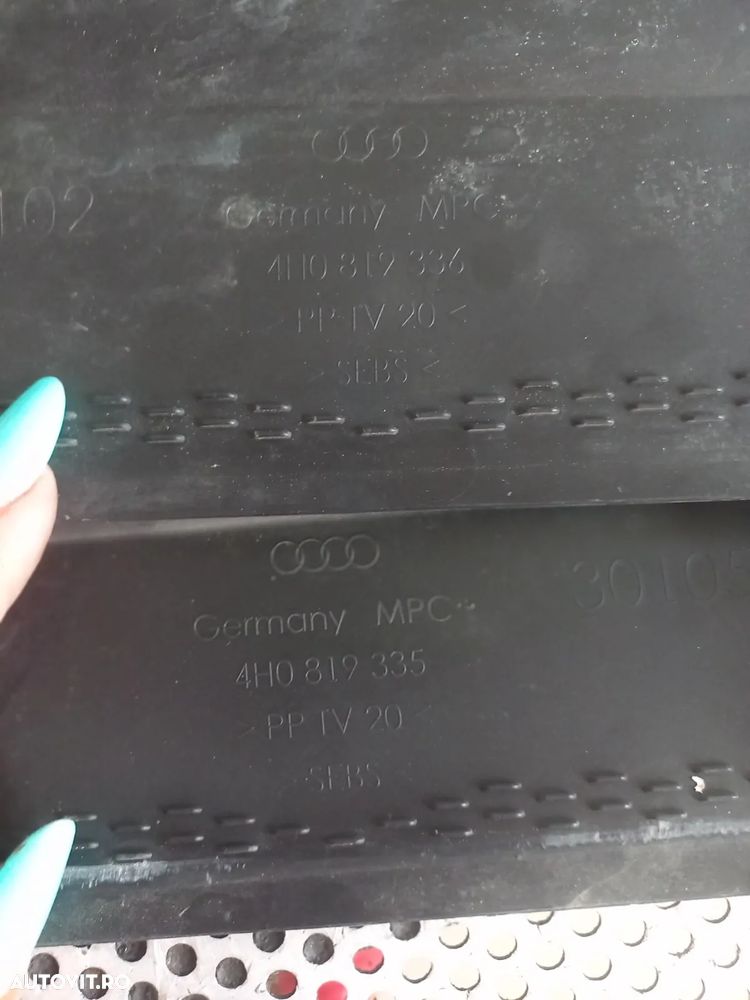 102
Germany MPC
4H0 819 336
> PP TV 20 <
> SEBS <
Germany MPC
30105
4H0 819 335
> PP TV 20 <
> SEBS
AUTOVIT.RO